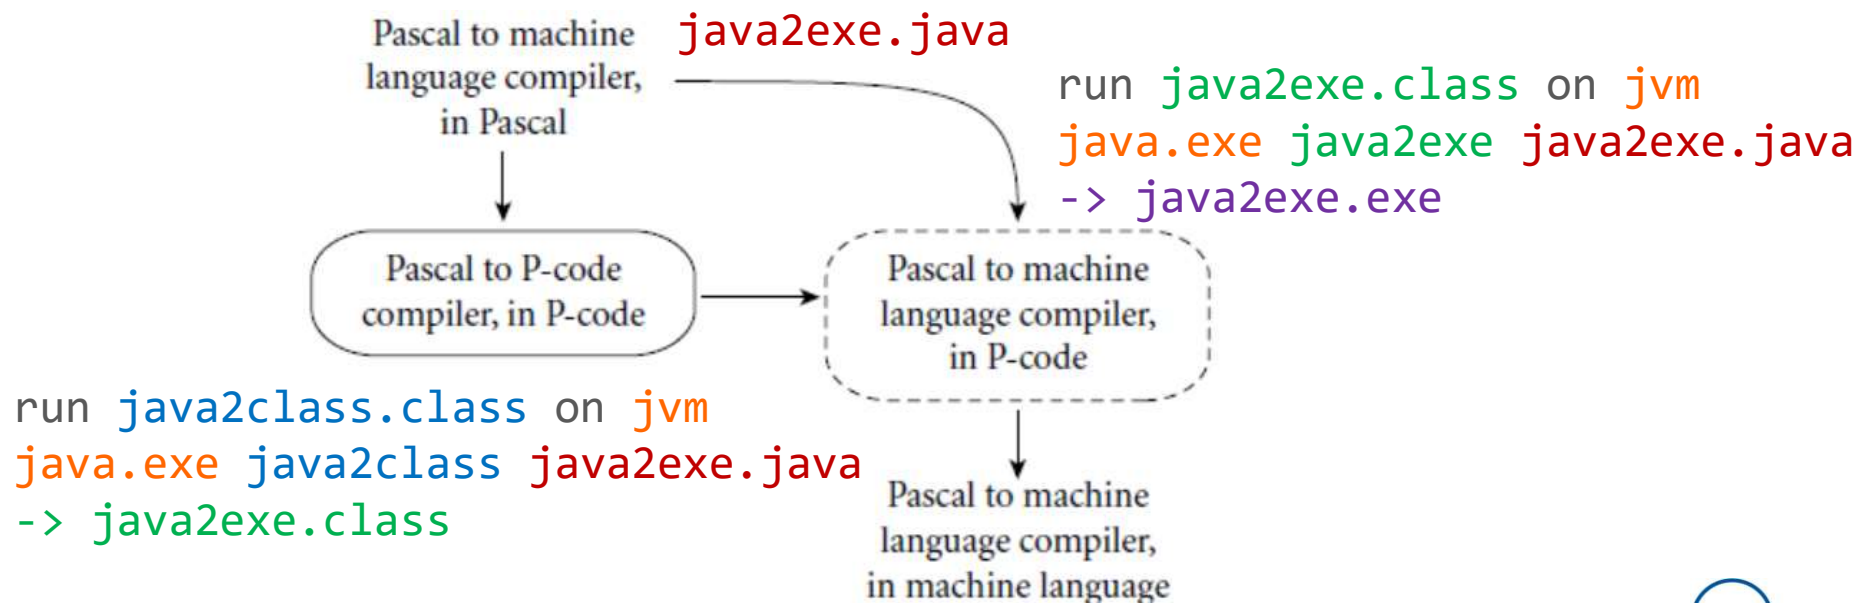 Pascal to machine
language compiler,
in Pascal
java2exe.java
run java2exe.class on jvm
java.exe java2exe java2exe.java
-> java2exe.exe
Pascal to P-code
compiler, in P-code
Pascal to machine
language compiler,
in P-code
run java2class.class on jvm
java.exe java2class java2exe.java
-> java2exe.class
Pascal to machine
language compiler,
in machine language